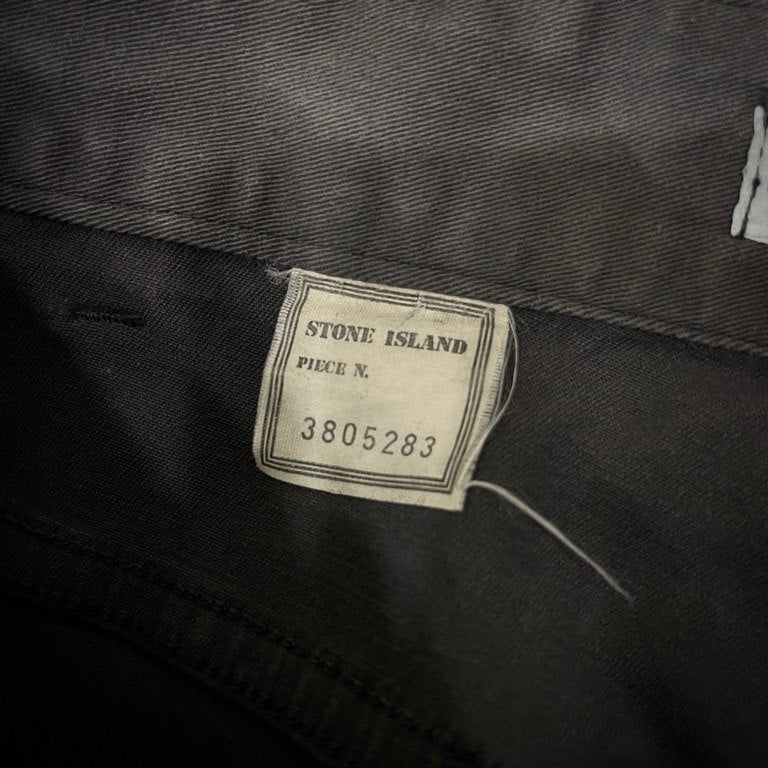 STONE ISLAND
PIECE N.
3805283